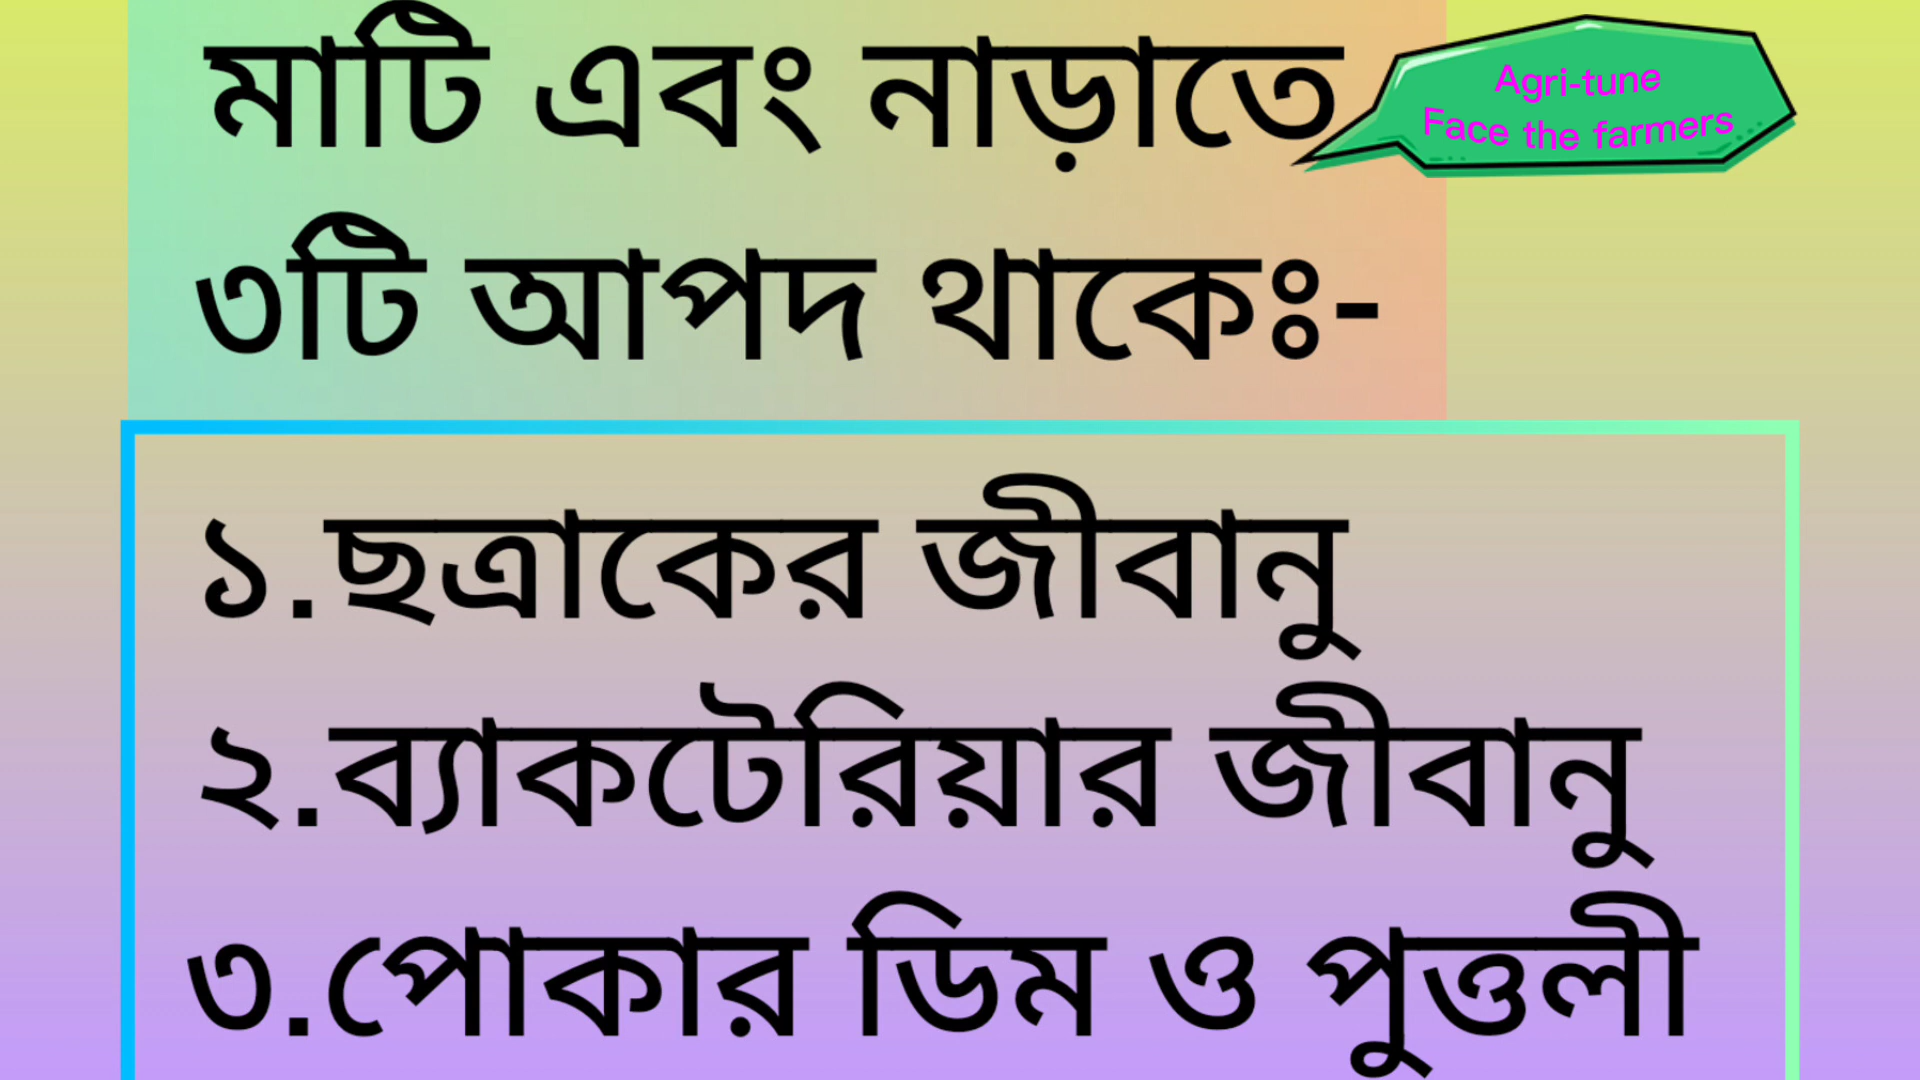 মাটি এবং নাড়াতে
Agri-tune
Face the farmers
৩টি আপদ থাকেঃ-
১.ছত্রাকের জীবানু
২.ব্যাকটেরিয়ার জীবানু
৩.পোকার ডিম ও পুত্তলী